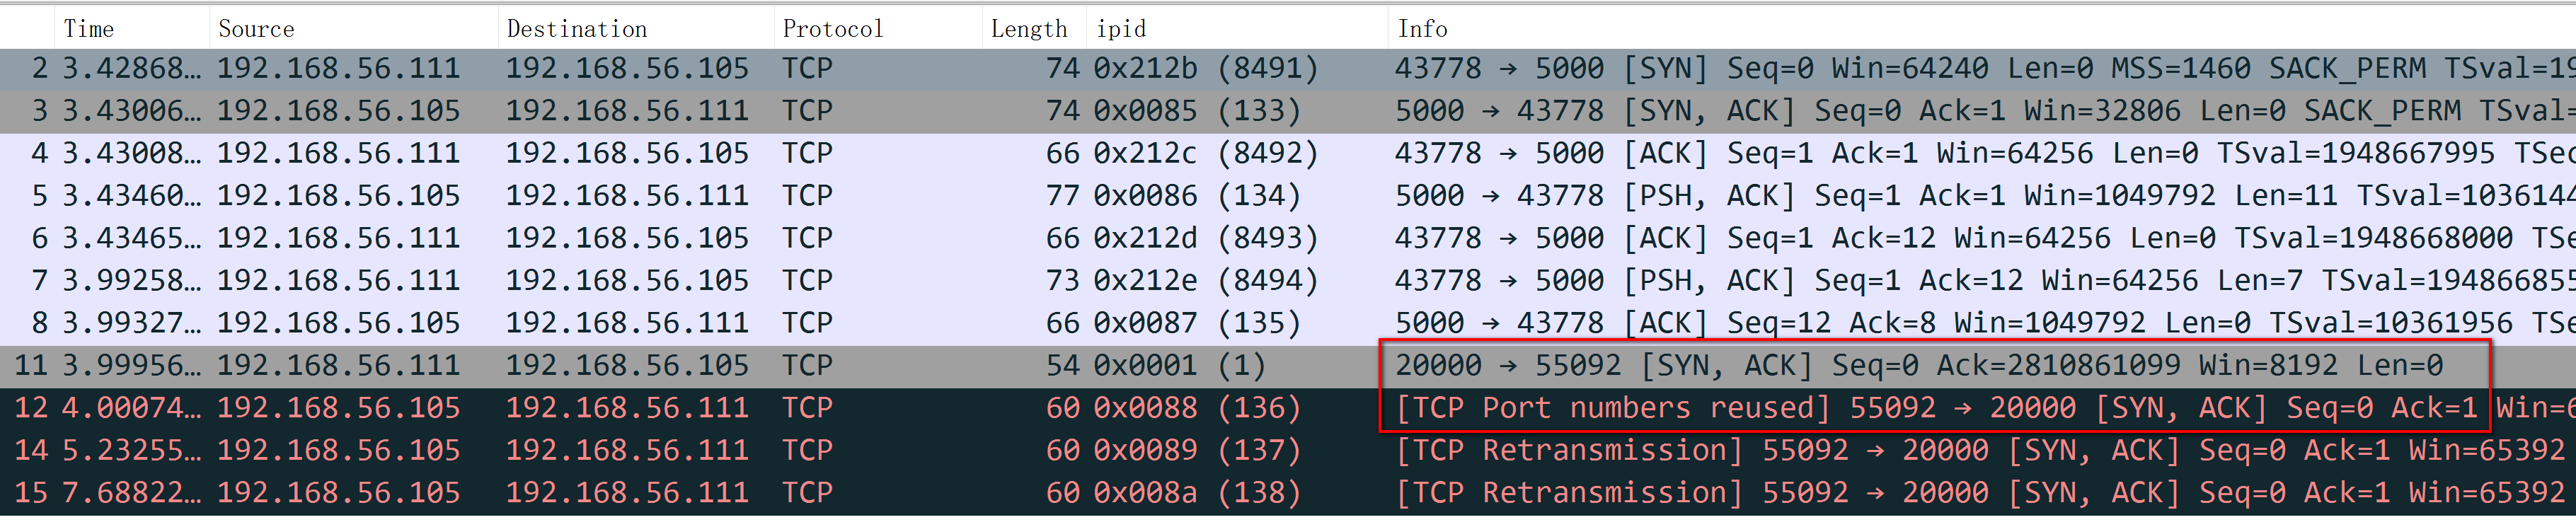 Time Source Destination Protocol Length ipid Info
2 3.42868… 192.168.56.111 192.168.56.105 TCP 74 0x212b (8491) 43778 → 5000 [SYN] Seq=0 Win=64240 Len=0 MSS=1460 SACK_PERM TSval=19
3 3.43006… 192.168.56.105 192.168.56.111 TCP 74 0x0085 (133) 5000 → 43778 [SYN, ACK] Seq=0 Ack=1 Win=32806 Len=0 SACK_PERM TSval=
4 3.43008… 192.168.56.111 192.168.56.105 TCP 66 0x212c (8492) 43778 → 5000 [ACK] Seq=1 Ack=1 Win=64256 Len=0 TSval=1948667995 TSec
5 3.43460… 192.168.56.105 192.168.56.111 TCP 77 0x0086 (134) 5000 → 43778 [PSH, ACK] Seq=1 Ack=1 Win=1049792 Len=11 TSval=1036144
6 3.43465… 192.168.56.111 192.168.56.105 TCP 66 0x212d (8493) 43778 → 5000 [ACK] Seq=1 Ack=12 Win=64256 Len=0 TSval=1948668000 TSe
7 3.99258… 192.168.56.111 192.168.56.105 TCP 73 0x212e (8494) 43778 → 5000 [PSH, ACK] Seq=1 Ack=12 Win=64256 Len=7 TSval=194866855
8 3.99327… 192.168.56.105 192.168.56.111 TCP 66 0x0087 (135) 5000 → 43778 [ACK] Seq=12 Ack=8 Win=1049792 Len=0 TSval=10361956 TSe
11 3.99956… 192.168.56.111 192.168.56.105 TCP 54 0x0001 (1) 20000 → 55092 [SYN, ACK] Seq=0 Ack=2810861099 Win=8192 Len=0
12 4.00074… 192.168.56.105 192.168.56.111 TCP 60 0x0088 (136) [TCP Port numbers reused] 55092 → 20000 [SYN, ACK] Seq=0 Ack=1 Win=6
14 5.23255… 192.168.56.105 192.168.56.111 TCP 60 0x0089 (137) [TCP Retransmission] 55092 → 20000 [SYN, ACK] Seq=0 Ack=1 Win=65392
15 7.68822… 192.168.56.105 192.168.56.111 TCP 60 0x008a (138) [TCP Retransmission] 55092 → 20000 [SYN, ACK] Seq=0 Ack=1 Win=65392